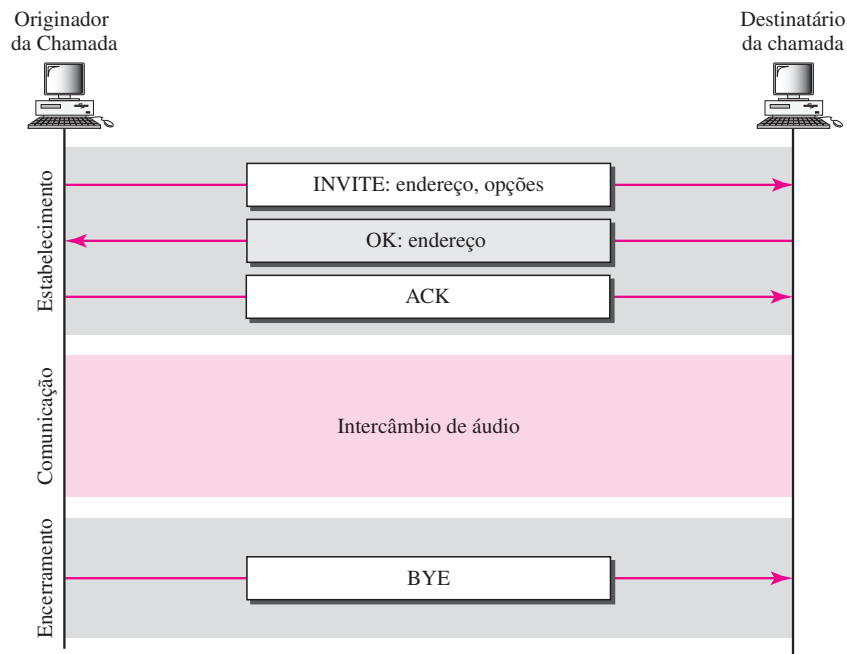 Originador
da Chamada
Destinatário
da chamada
Estabelecimento
INVITE: endereço, opções
OK: endereço
ACK
Comunicação
Intercâmbio de áudio
Encerramento
BYE